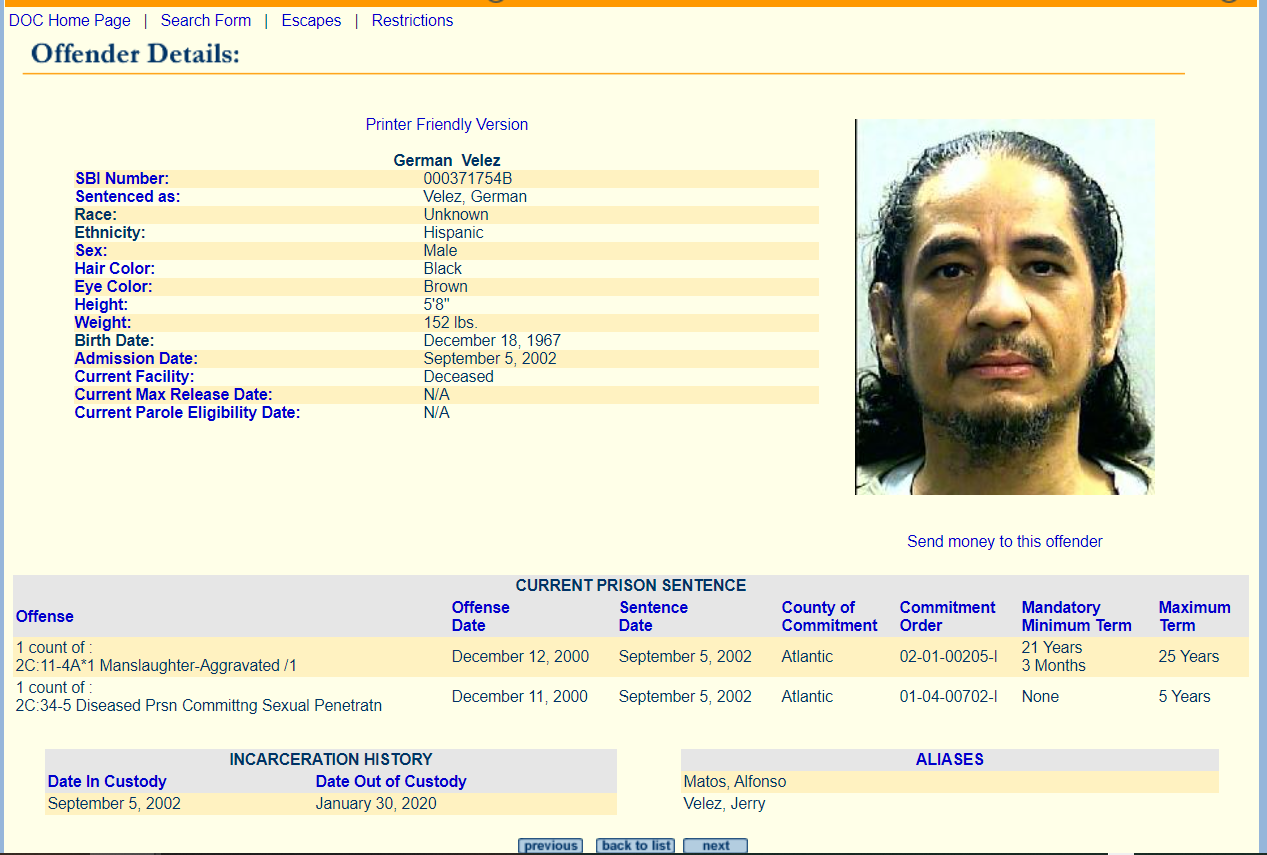 DOC Home Page | Search Form | Escapes | Restrictions
Offender Details:
Printer Friendly Version
German Velez
SBI Number: 000371754B
Sentenced as: Velez, German
Race: Unknown
Ethnicity: Hispanic
Sex: Male
Hair Color: Black
Eye Color: Brown
Height: 5'8"
Weight: 152 lbs.
Birth Date: December 18, 1967
Admission Date: September 5, 2002
Current Facility: Deceased
Current Max Release Date: N/A
Current Parole Eligibility Date: N/A
Send money to this offender
CURRENT PRISON SENTENCE
Offense Offense Date Sentence Date County of Commitment Commitment Order Mandatory Minimum Term Maximum Term
1 count of :
2C:11-4A*1 Manslaughter-Aggravated /1 December 12, 2000 September 5, 2002 Atlantic 02-01-00205-I 21 Years 3 Months 25 Years
1 count of :
2C:34-5 Diseased Prsn Committng Sexual Penetratn December 11, 2000 September 5, 2002 Atlantic 01-04-00702-I None 5 Years
INCARCERATION HISTORY
Date In Custody Date Out of Custody
September 5, 2002 January 30, 2020
ALIASES
Matos, Alfonso
Velez, Jerry
previous back to list next